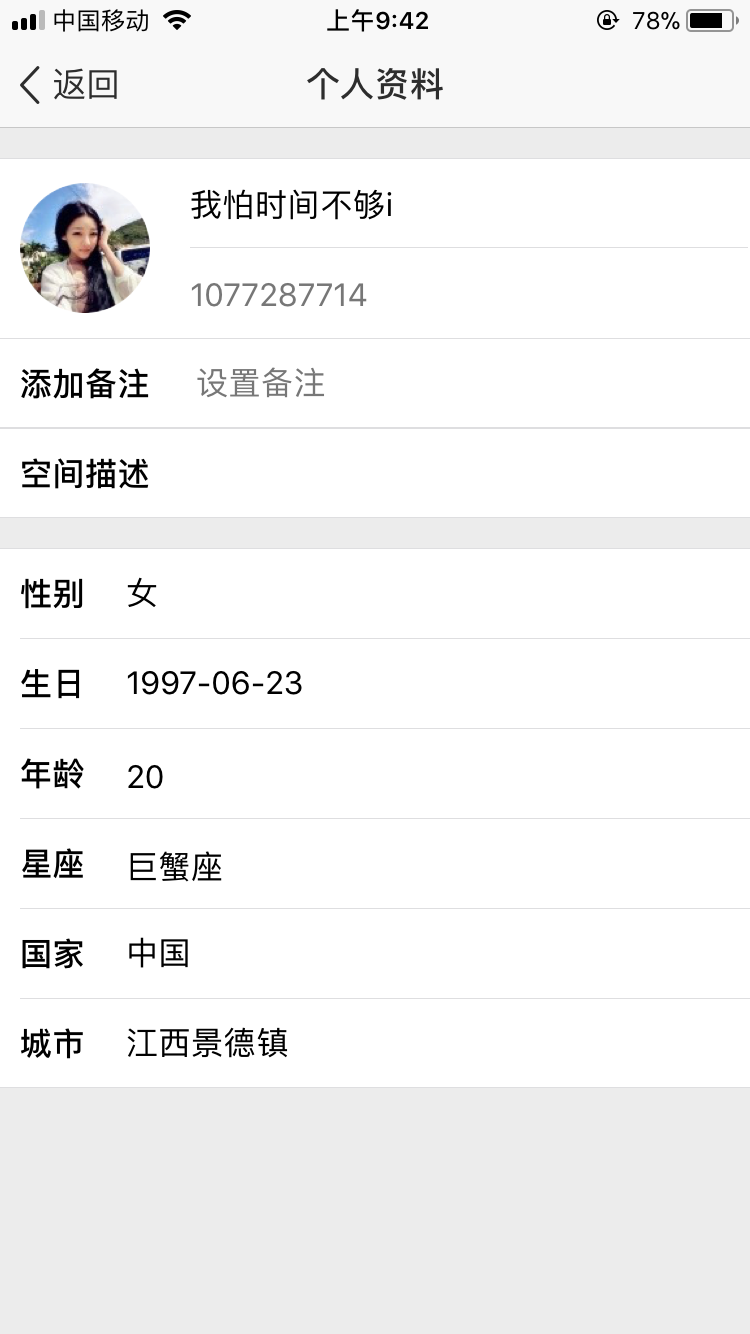 中国移动 上午9:42 78%
返回 个人资料
我怕时间不够i
1077287714
添加备注 设置备注
空间描述
性别 女
生日 1997-06-23
年龄 20
星座 巨蟹座
国家 中国
城市 江西景德镇